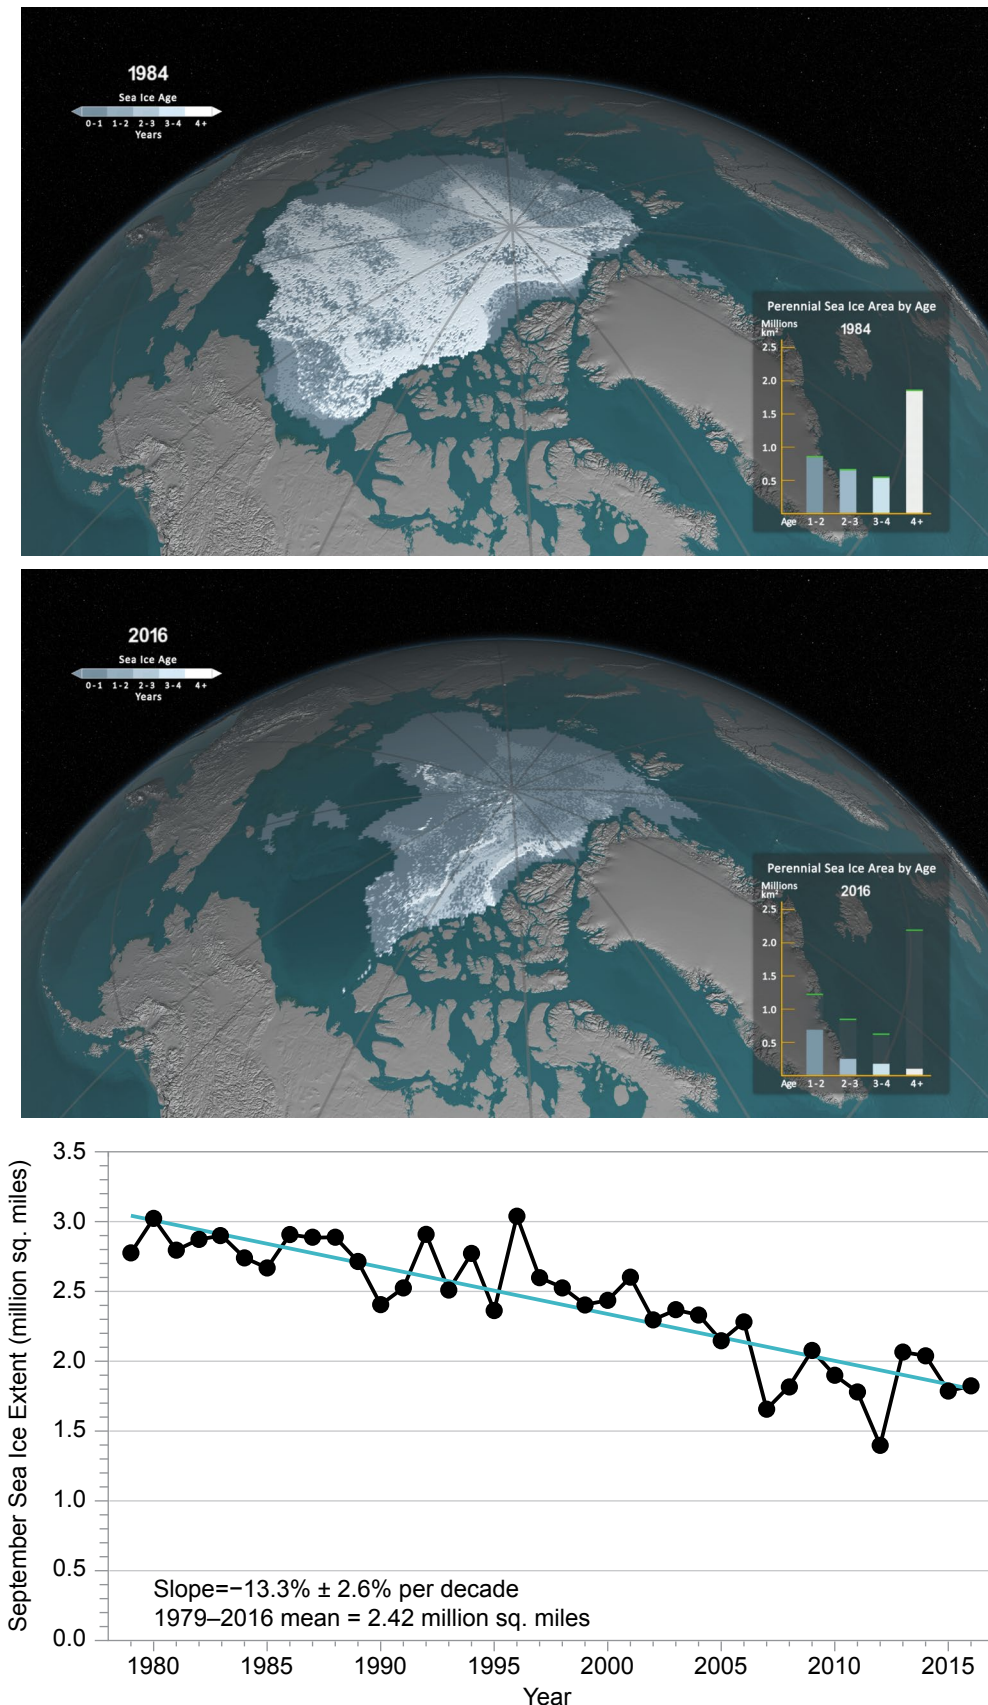 1984
Sea Ice Age
0-1 1-2 2-3 3-4 4+
Years
Perennial Sea Ice Area by Age
Millions
km²
1984
2.5
2.0
1.5
1.0
0.5
Age 1-2 2-3 3-4 4+
2016
Sea Ice Age
0-1 1-2 2-3 3-4 4+
Years
Perennial Sea Ice Area by Age
Millions
km²
2016
2.5
2.0
1.5
1.0
0.5
Age 1-2 2-3 3-4 4+
September Sea Ice Extent (million sq. miles)
3.5
3.0
2.5
2.0
1.5
1.0
0.5
0.0
Slope=−13.3% ± 2.6% per decade
1979–2016 mean = 2.42 million sq. miles
1980 1985 1990 1995 2000 2005 2010 2015
Year